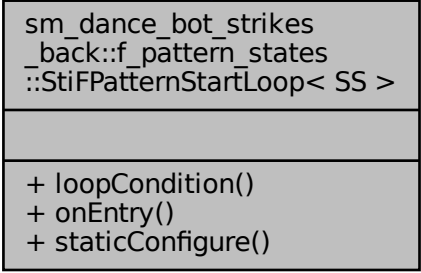 sm_dance_bot_strikes
_back::f_pattern_states
::StiFPatternStartLoop< SS >
+ loopCondition()
+ onEntry()
+ staticConfigure()